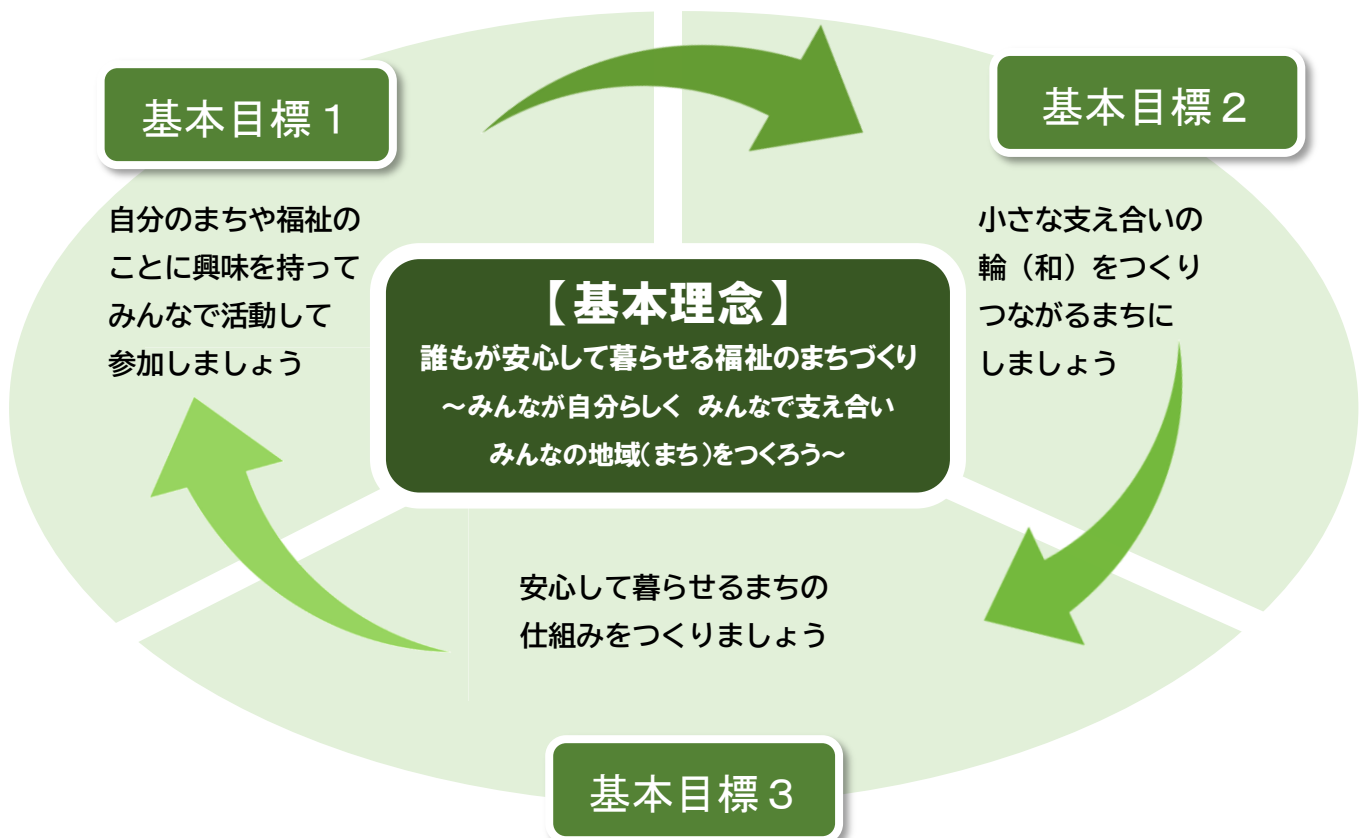 基本目標１
自分のまちや福祉の
ことに興味を持って
みんなで活動して
参加しましょう
基本目標２
小さな支え合いの
輪（和）をつくり
つながるまちに
しましょう
【基本理念】
誰もが安心して暮らせる福祉のまちづくり
～みんなが自分らしく みんなで支え合い
みんなの地域(まち)をつくろう～
安心して暮らせるまちの
仕組みをつくりましょう
基本目標３